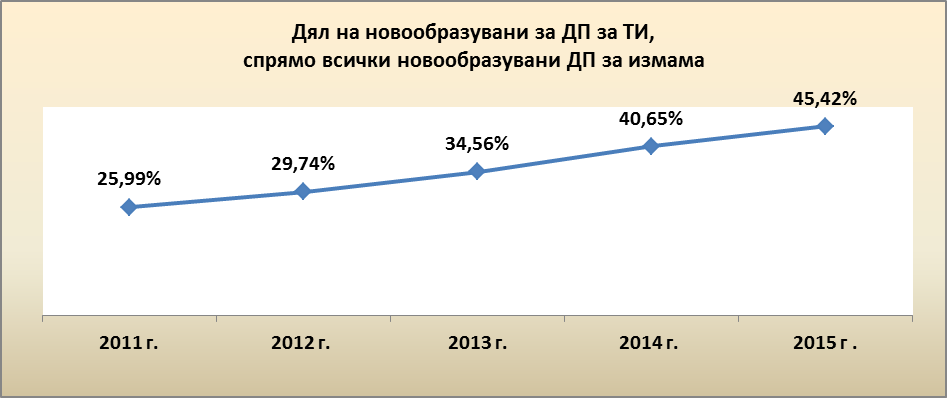 Дял на новообразувани за ДП за ТИ,
спрямо всички новообразувани ДП за измама
25,99%
29,74%
34,56%
40,65%
45,42%
2011 г.
2012 г.
2013 г.
2014 г.
2015 г .